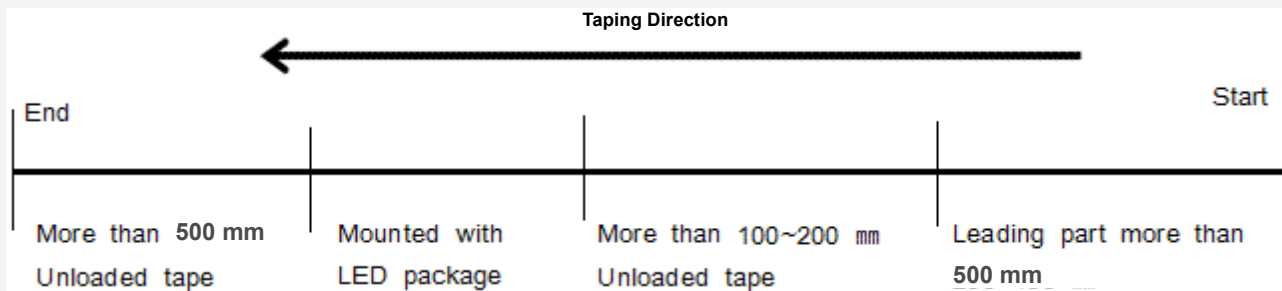 Taping Direction
End
Start
More than 500 mm
Unloaded tape
Mounted with
LED package
More than 100~200 ㎜
Unloaded tape
Leading part more than
500 mm